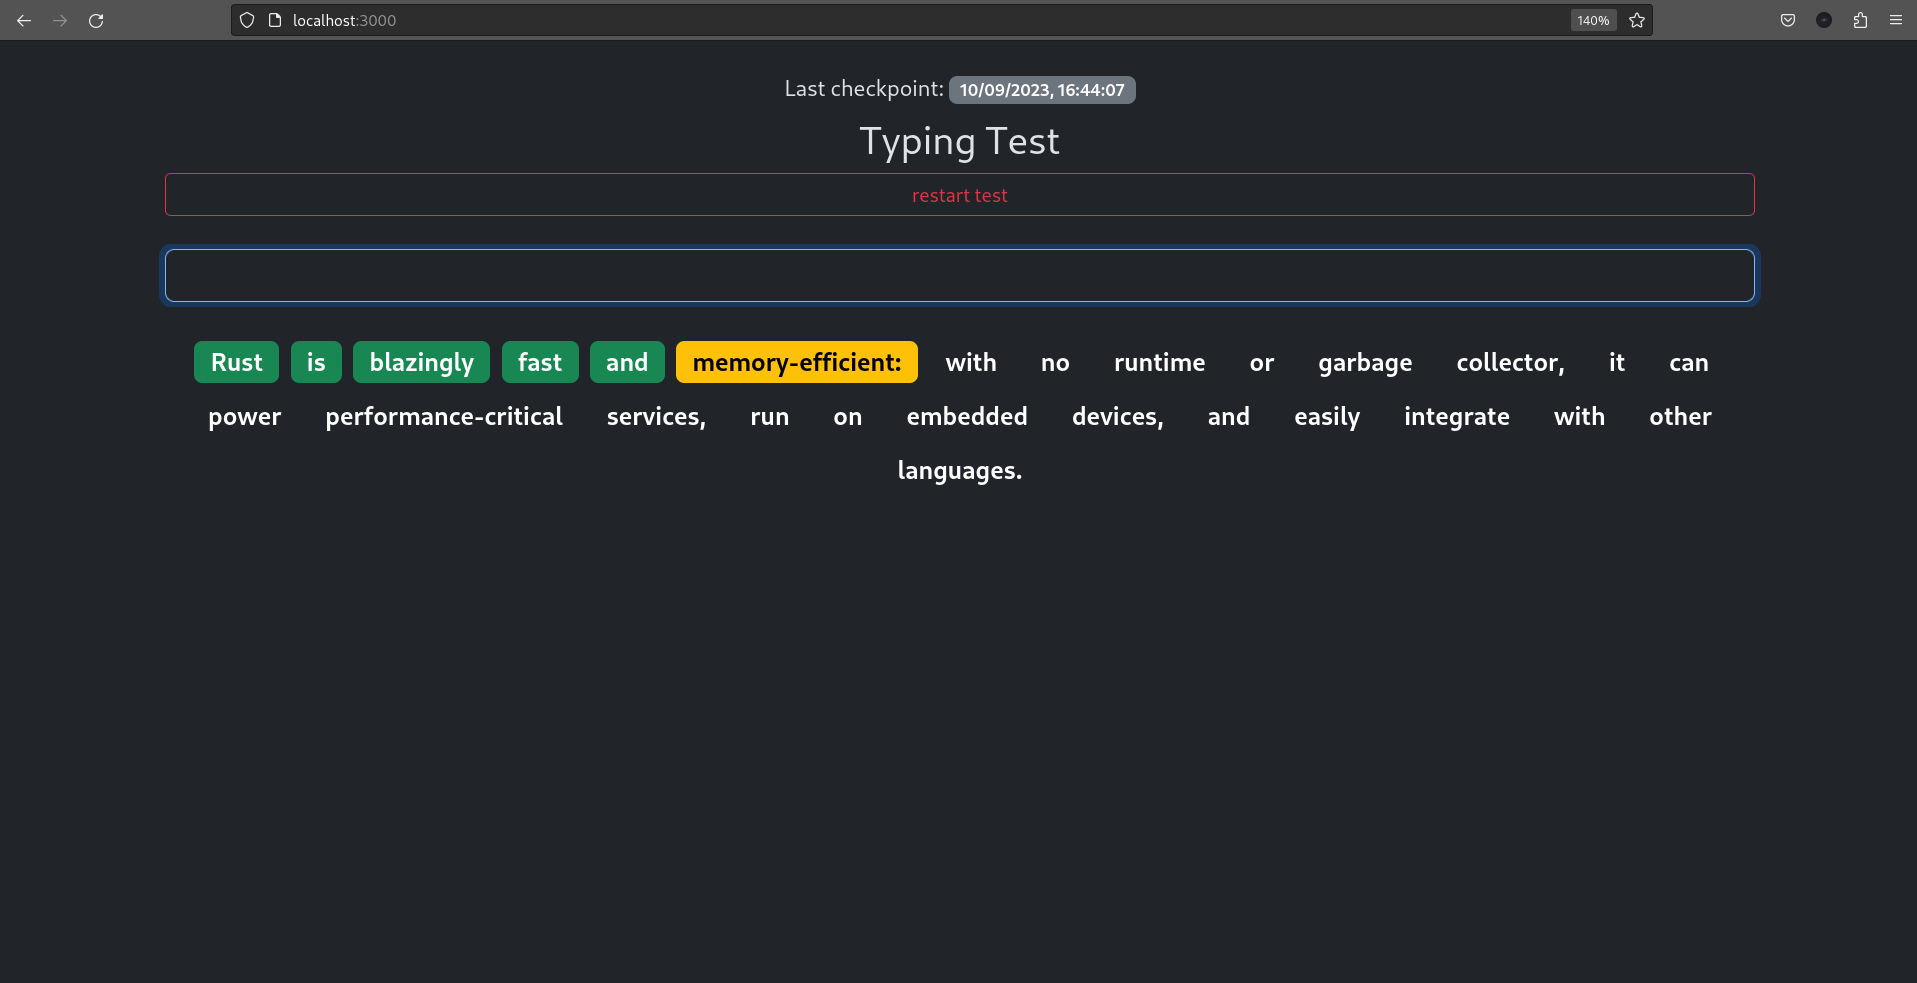 localhost:3000
140%
Last checkpoint: 10/09/2023, 16:44:07
Typing Test
restart test
Rust is blazingly fast and memory-efficient: with no runtime or garbage collector, it can
power performance-critical services, run on embedded devices, and easily integrate with other
languages.